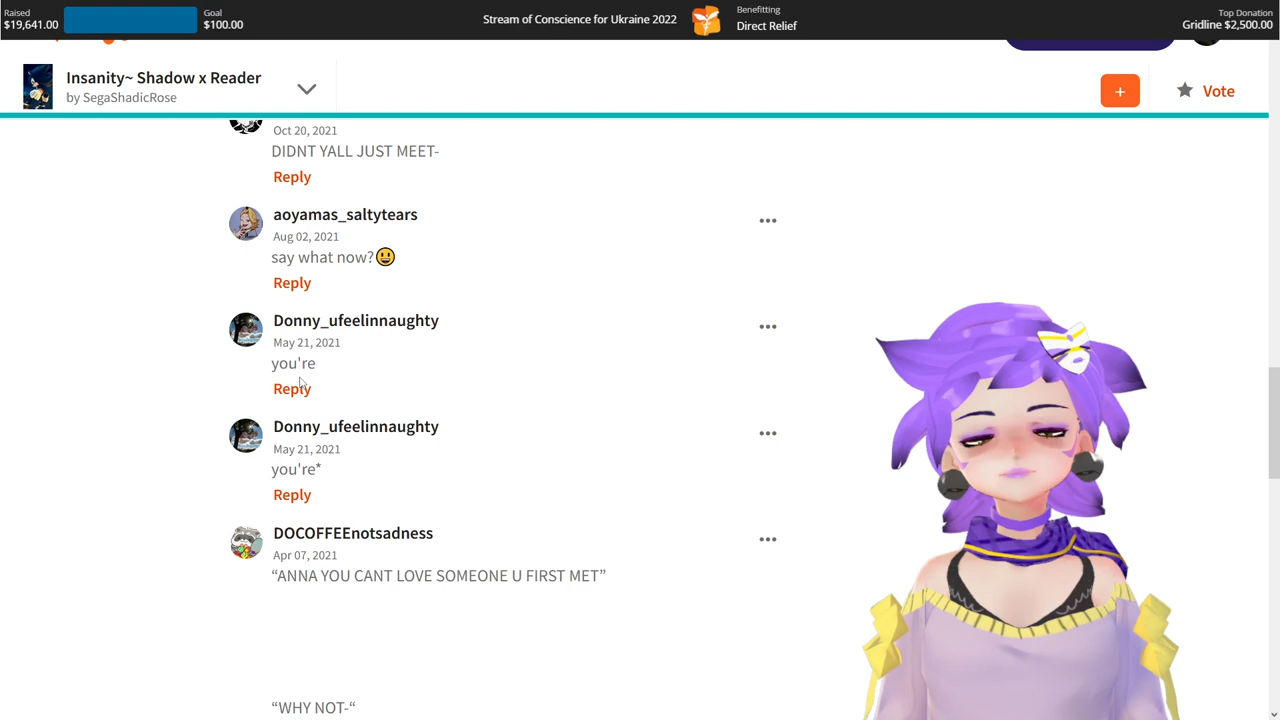 Raised
$19,641.00
Goal
$100.00
Stream of Conscience for Ukraine 2022
Benefitting
Direct Relief
Top Donation
Gridline $2,500.00
Insanity~ Shadow x Reader
by SegaShadicRose
+
Vote
Oct 20, 2021
DIDNT YALL JUST MEET-
Reply
aoyamas_saltytears
Aug 02, 2021
say what now?😃
Reply
Donny_ufeelinnaughty
May 21, 2021
you're
Reply
Donny_ufeelinnaughty
May 21, 2021
you're*
Reply
DOCOFFEEnotsadness
Apr 07, 2021
“ANNA YOU CANT LOVE SOMEONE U FIRST MET”
“WHY NOT-“